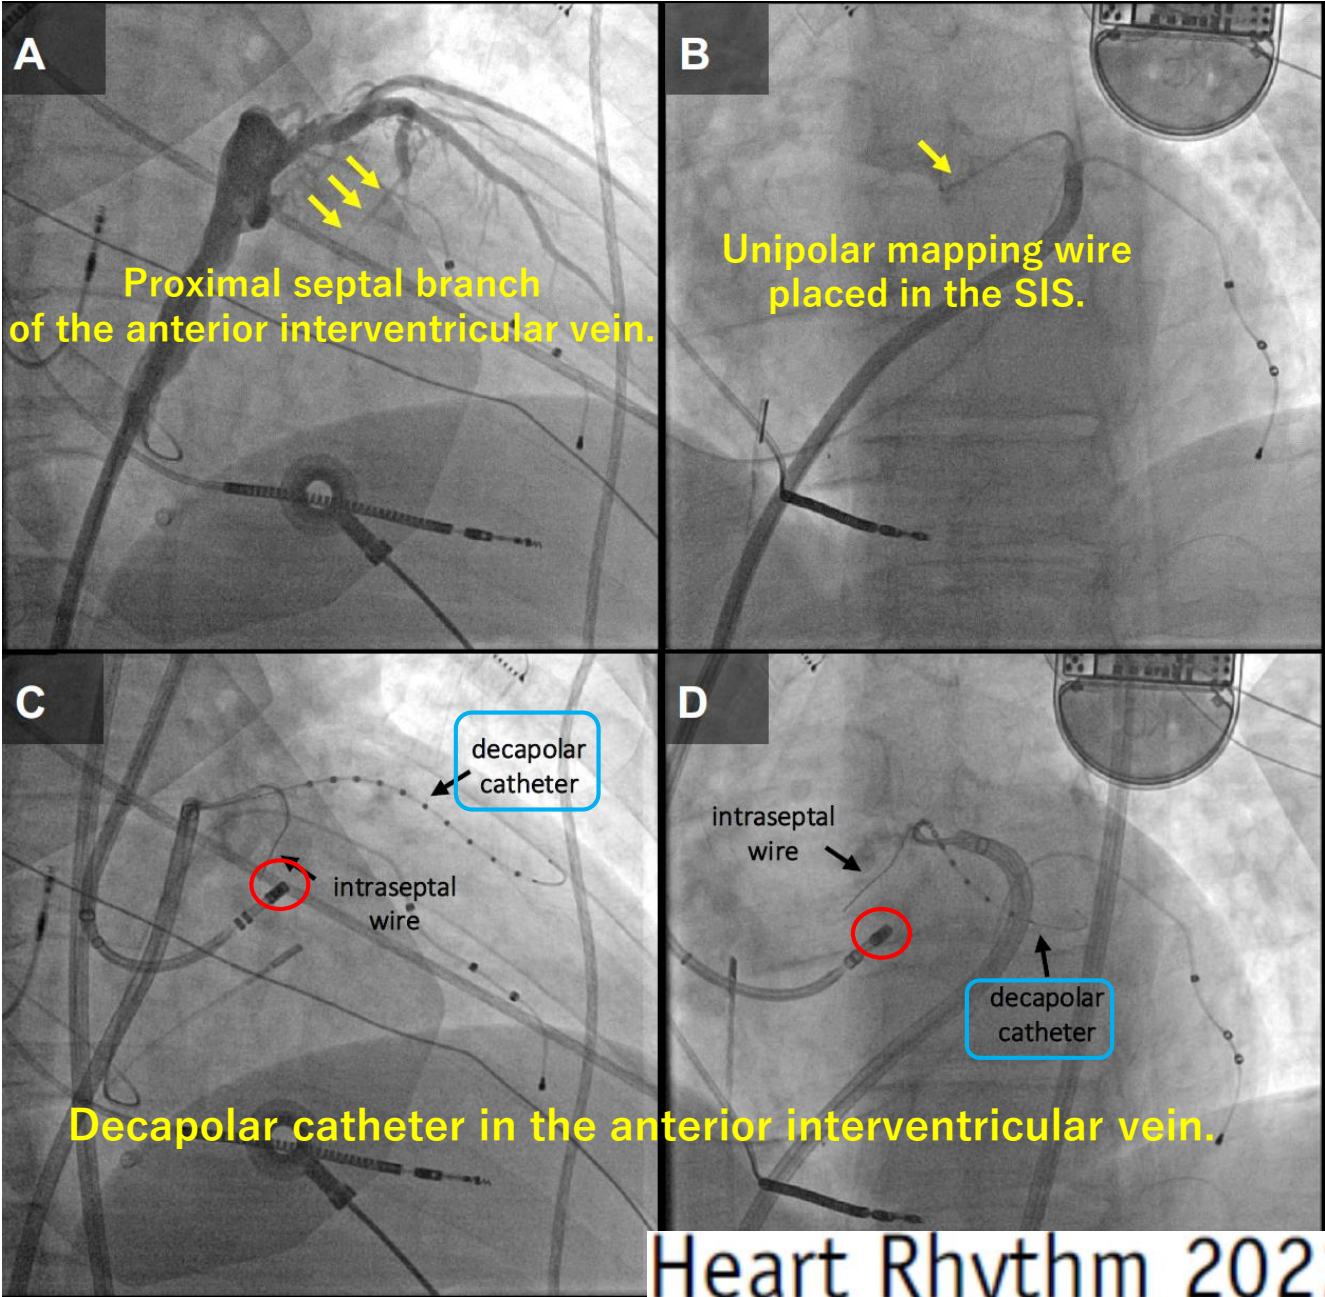 A
Proximal septal branch
of the anterior interventricular vein.
B
Unipolar mapping wire
placed in the SIS.
C
decapolar
catheter
intraseptal
wire
D
intraseptal
wire
decapolar
catheter
Decapolar catheter in the anterior interventricular vein.
Heart Rhythm 202